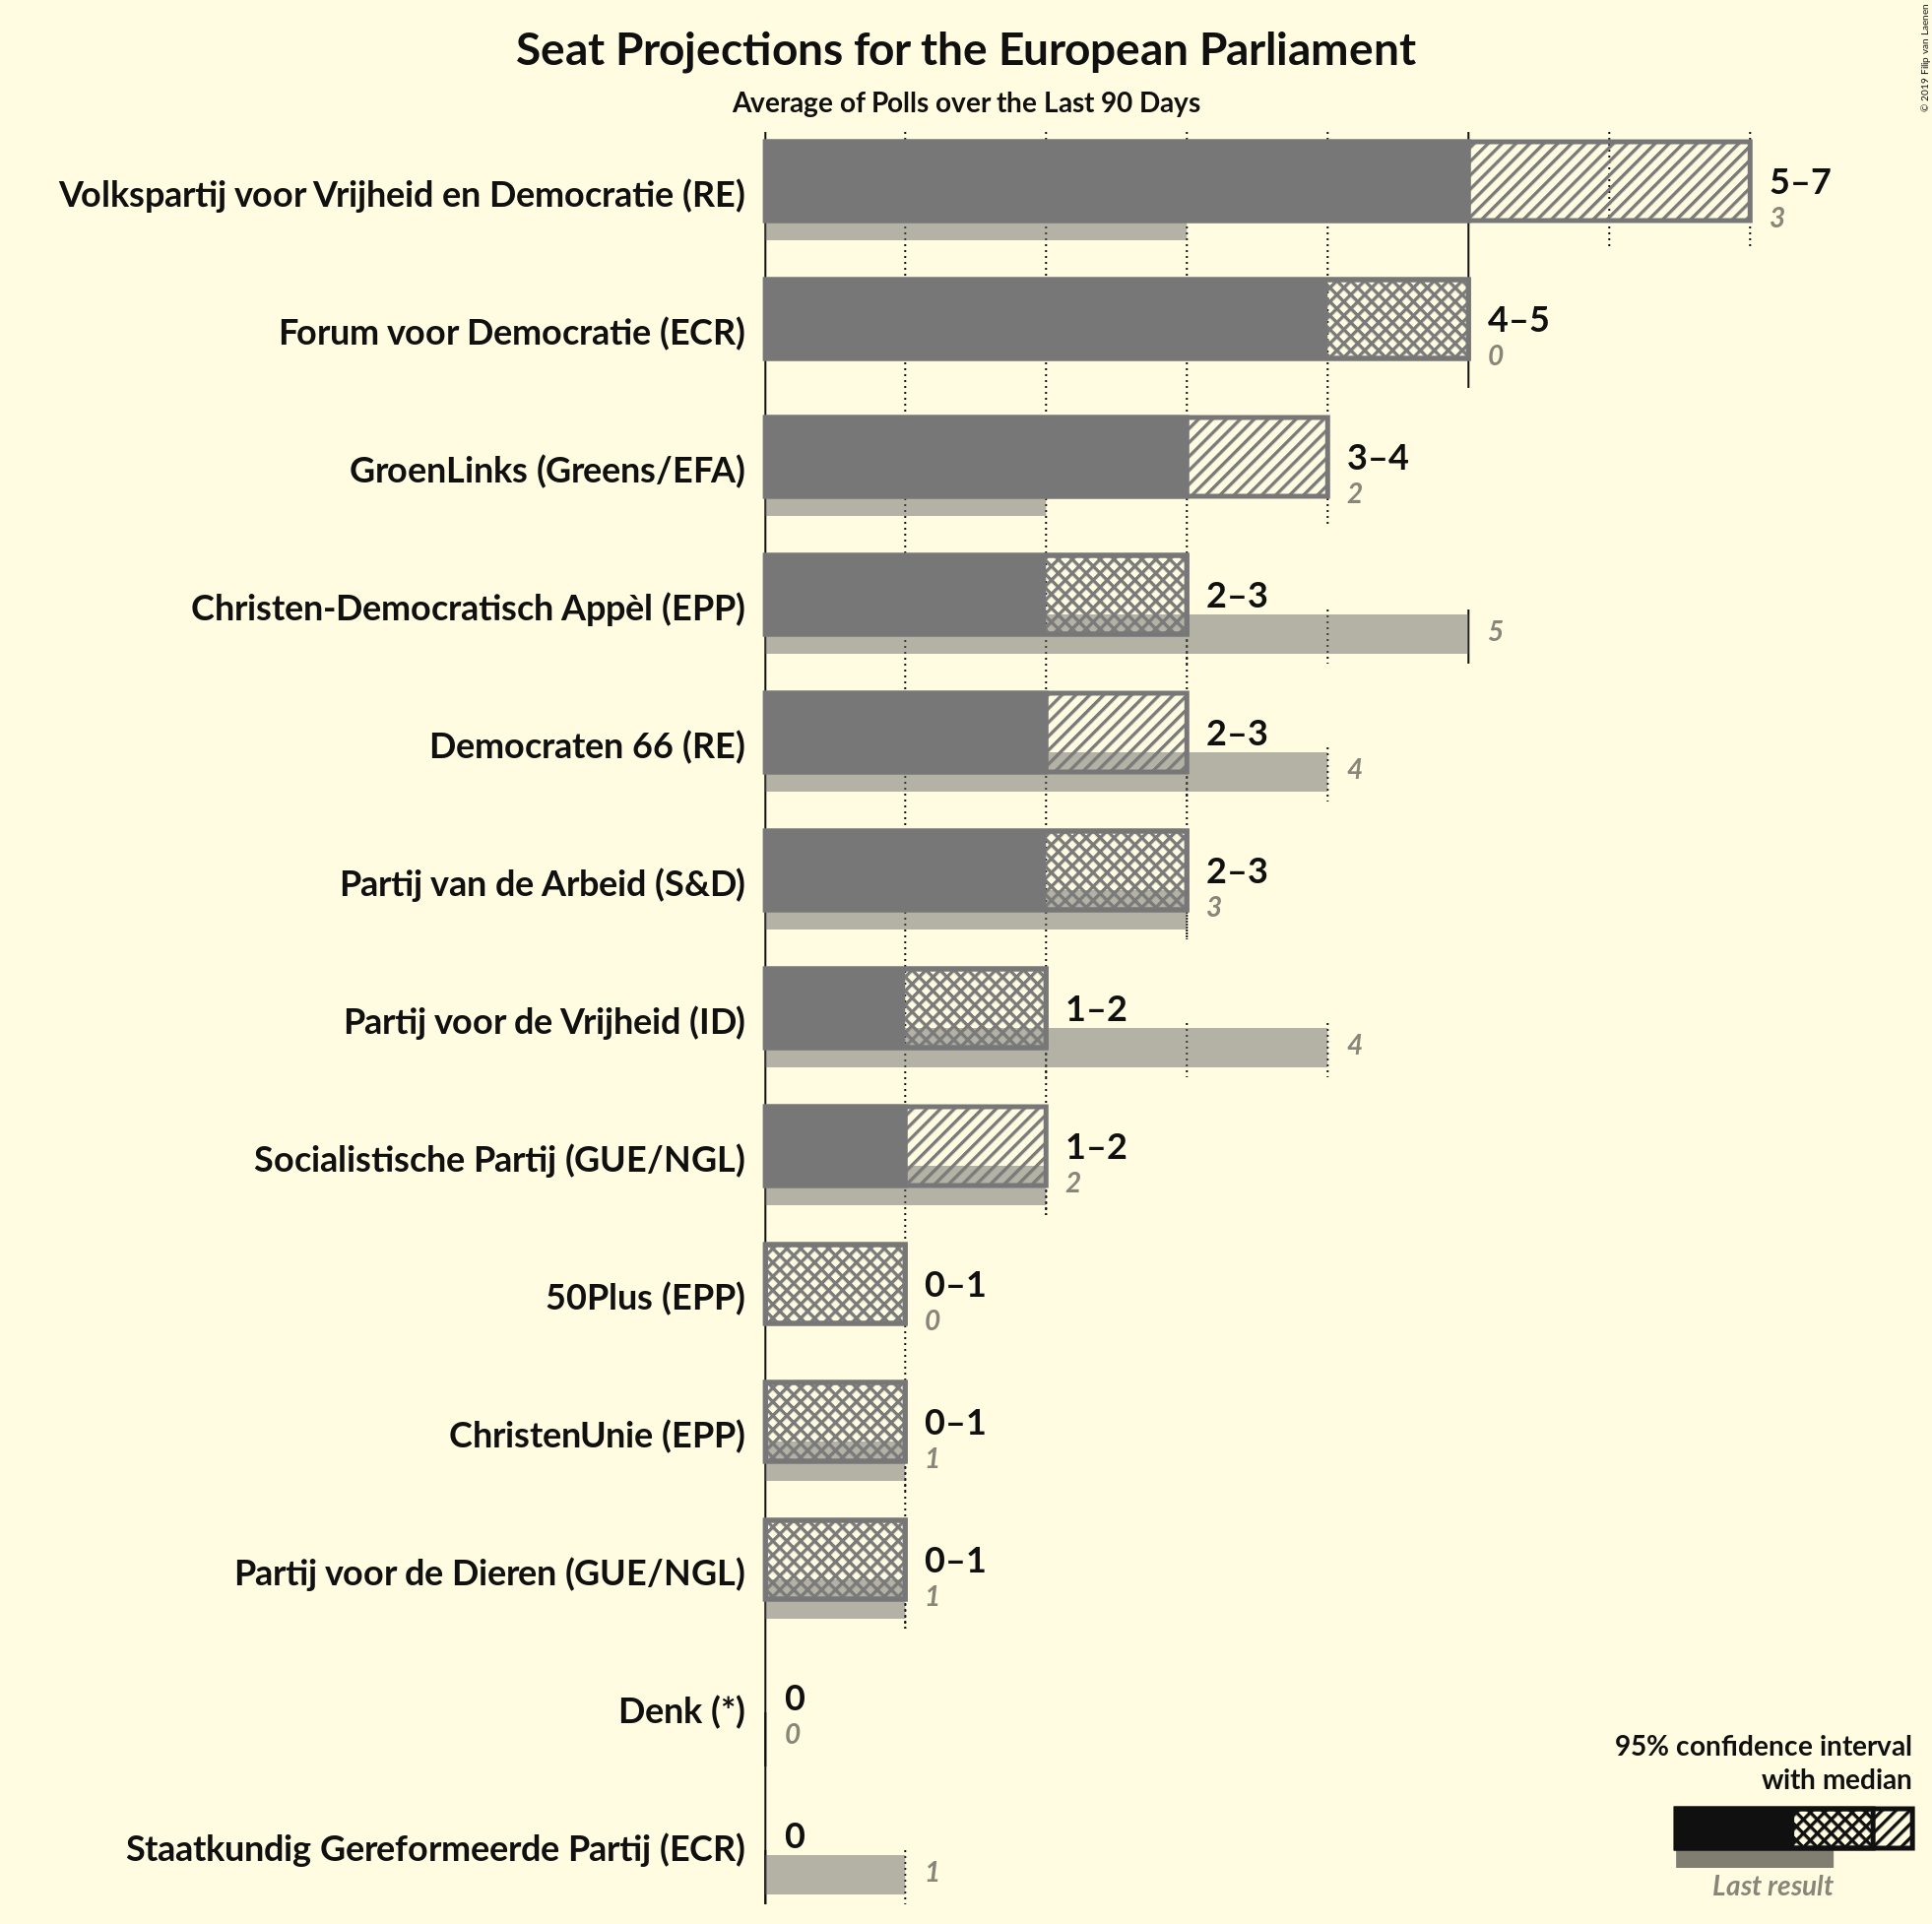 Seat Projections for the European Parliament
Average of Polls over the Last 90 Days
© 2019 Filip van Laenen
Volkspartij voor Vrijheid en Democratie (RE)
5–7
3
Forum voor Democratie (ECR)
4–5
0
GroenLinks (Greens/EFA)
3–4
2
Christen-Democratisch Appèl (EPP)
2–3
5
Democraten 66 (RE)
2–3
4
Partij van de Arbeid (S&D)
2–3
3
Partij voor de Vrijheid (ID)
1–2
4
Socialistische Partij (GUE/NGL)
1–2
2
50Plus (EPP)
0–1
0
ChristenUnie (EPP)
0–1
1
Partij voor de Dieren (GUE/NGL)
0–1
1
Denk (*)
0
0
Staatkundig Gereformeerde Partij (ECR)
0
1
95% confidence interval
with median
Last result